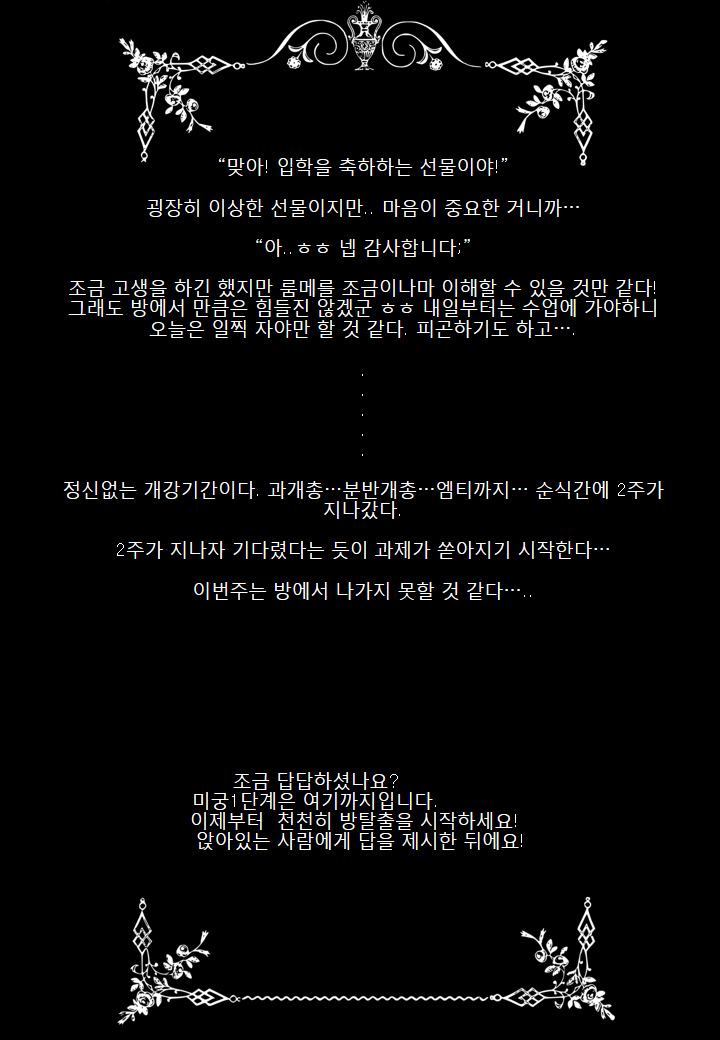 “맞아! 입학을 축하하는 선물이야!”
굉장히 이상한 선물이지만.. 마음이 중요한 거니까…
“아..ㅎㅎ 넵 감사합니다;”
조금 고생을 하긴 했지만 룸메를 조금이나마 이해할 수 있을 것만 같다!
그래도 방에서 만큼은 힘들진 않겠군 ㅎㅎ 내일부터는 수업에 가야하니
오늘은 일찍 자야만 할 것 같다. 피곤하기도 하고….
.
.
.
.
.
정신없는 개강기간이다. 과개총…분반개총…엠티까지… 순식간에 2주가
지나갔다.
2주가 지나자 기다렸다는 듯이 과제가 쏟아지기 시작한다…
이번주는 방에서 나가지 못할 것 같다…..
조금 답답하셨나요?
미궁1단계은 여기까지입니다.
이제부터  천천히 방탈출을 시작하세요!
앉아있는 사람에게 답을 제시한 뒤에요!